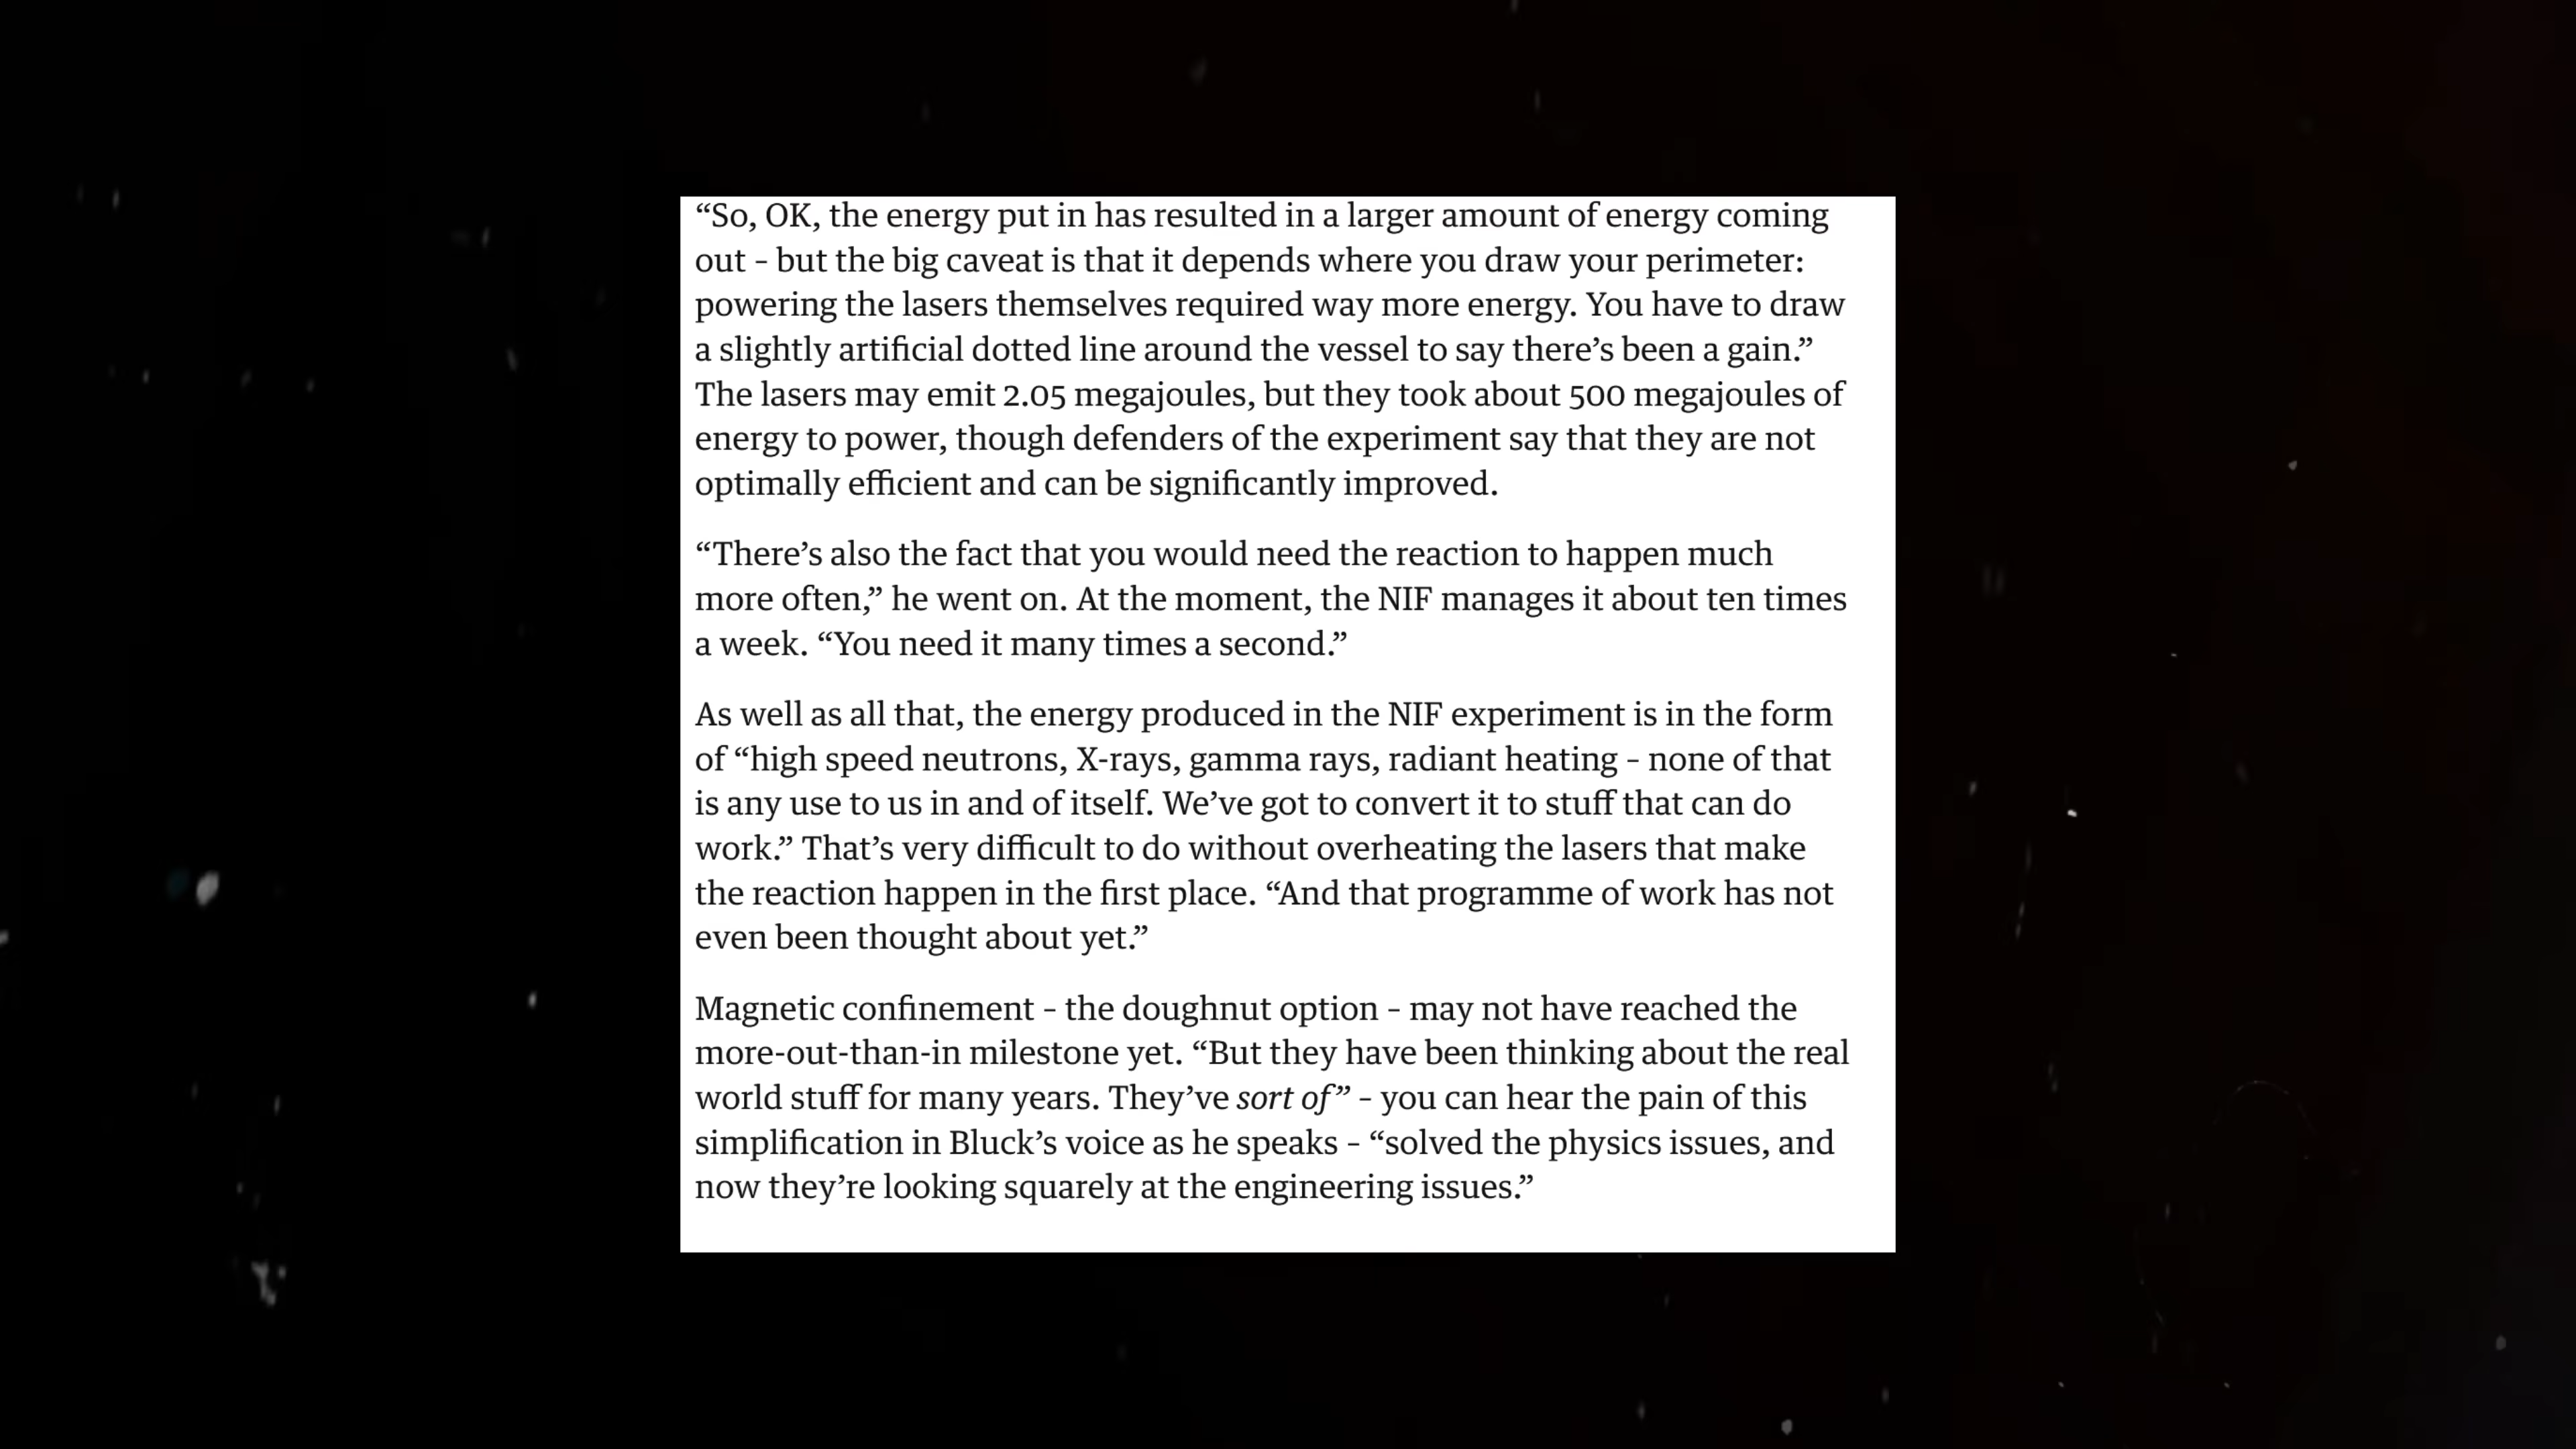 “So, OK, the energy put in has resulted in a larger amount of energy coming
out – but the big caveat is that it depends where you draw your perimeter:
powering the lasers themselves required way more energy. You have to draw
a slightly artificial dotted line around the vessel to say there’s been a gain.”
The lasers may emit 2.05 megajoules, but they took about 500 megajoules of
energy to power, though defenders of the experiment say that they are not
optimally efficient and can be significantly improved.
“There’s also the fact that you would need the reaction to happen much
more often,” he went on. At the moment, the NIF manages it about ten times
a week. “You need it many times a second.”
As well as all that, the energy produced in the NIF experiment is in the form
of “high speed neutrons, X-rays, gamma rays, radiant heating – none of that
is any use to us in and of itself. We’ve got to convert it to stuff that can do
work.” That’s very difficult to do without overheating the lasers that make
the reaction happen in the first place. “And that programme of work has not
even been thought about yet.”
Magnetic confinement – the doughnut option – may not have reached the
more-out-than-in milestone yet. “But they have been thinking about the real
world stuff for many years. They’ve sort of” – you can hear the pain of this
simplification in Bluck’s voice as he speaks – “solved the physics issues, and
now they’re looking squarely at the engineering issues.”